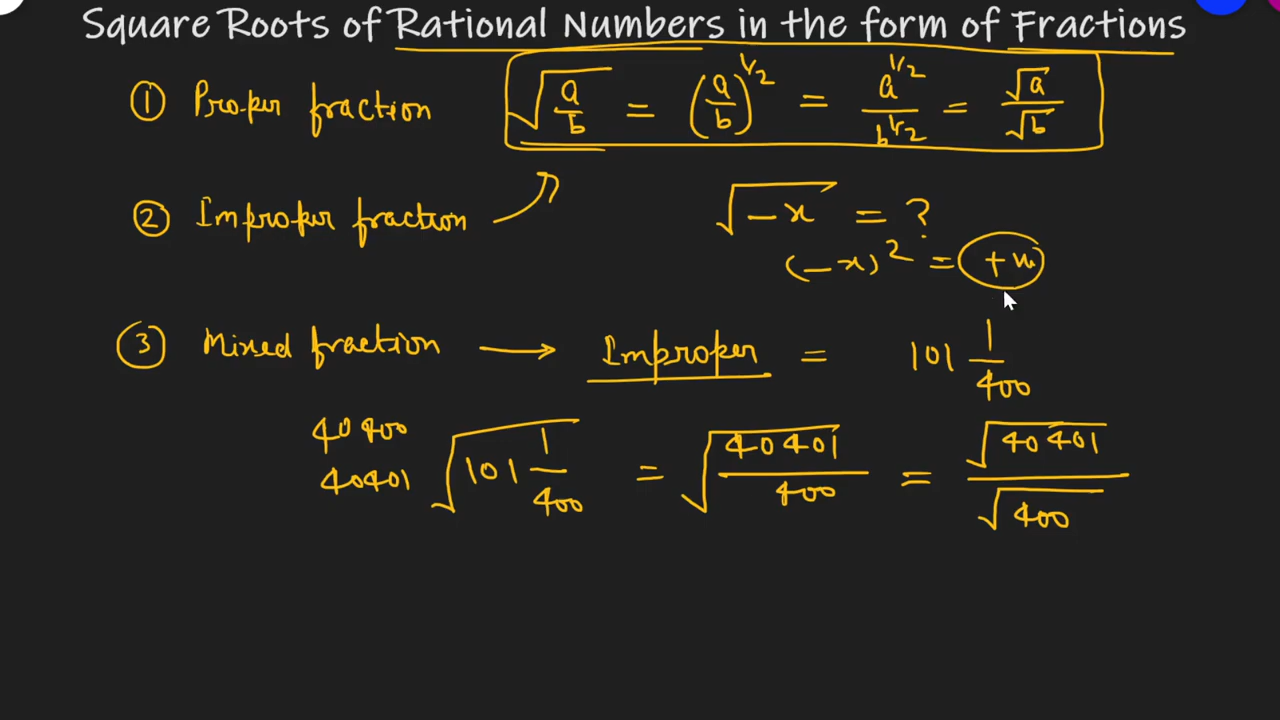 Square Roots of Rational Numbers in the form of Fractions
① Proper fraction √(a/b) = (a/b)^1/2 = a^1/2 / b^1/2 = √a / √b
② Improper fraction √-x = ?
(-x)² = +x
③ Mixed fraction → Improper = 101 1/400
40400
40401 √(101 1/400) = √(40401/400) = √40401 / √400